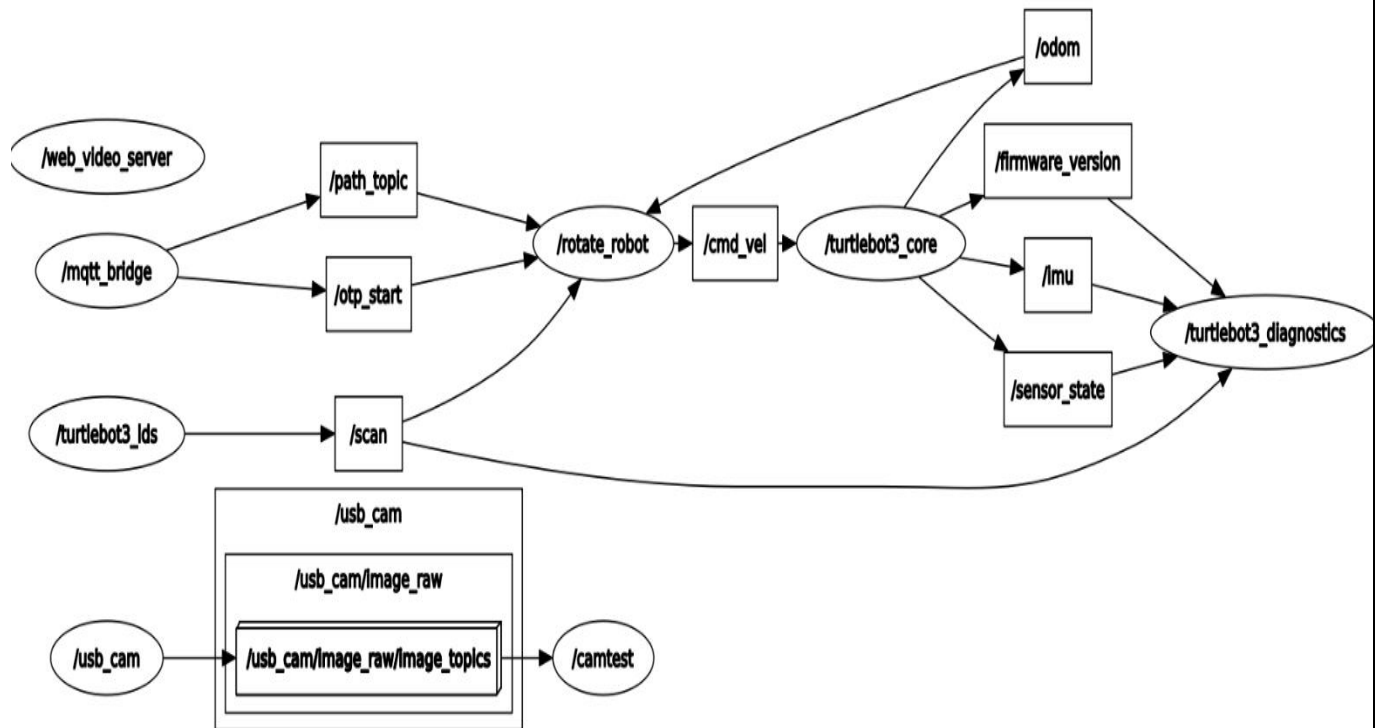 /odom
/web_video_server
/path_topic
/firmware_version
/mqtt_bridge
/rotate_robot
/cmd_vel
/turtlebot3_core
/otp_start
/imu
/turtlebot3_diagnostics
/sensor_state
/turtlebot3_lds
/scan
/usb_cam
/usb_cam/image_raw
/usb_cam
/usb_cam/image_raw/image_topics
/camtest